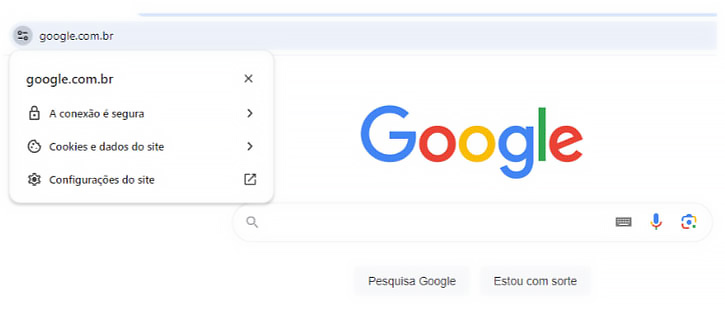 google.com.br
google.com.br
A conexão é segura
Cookies e dados do site
Configurações do site
Google
Pesquisa Google
Estou com sorte